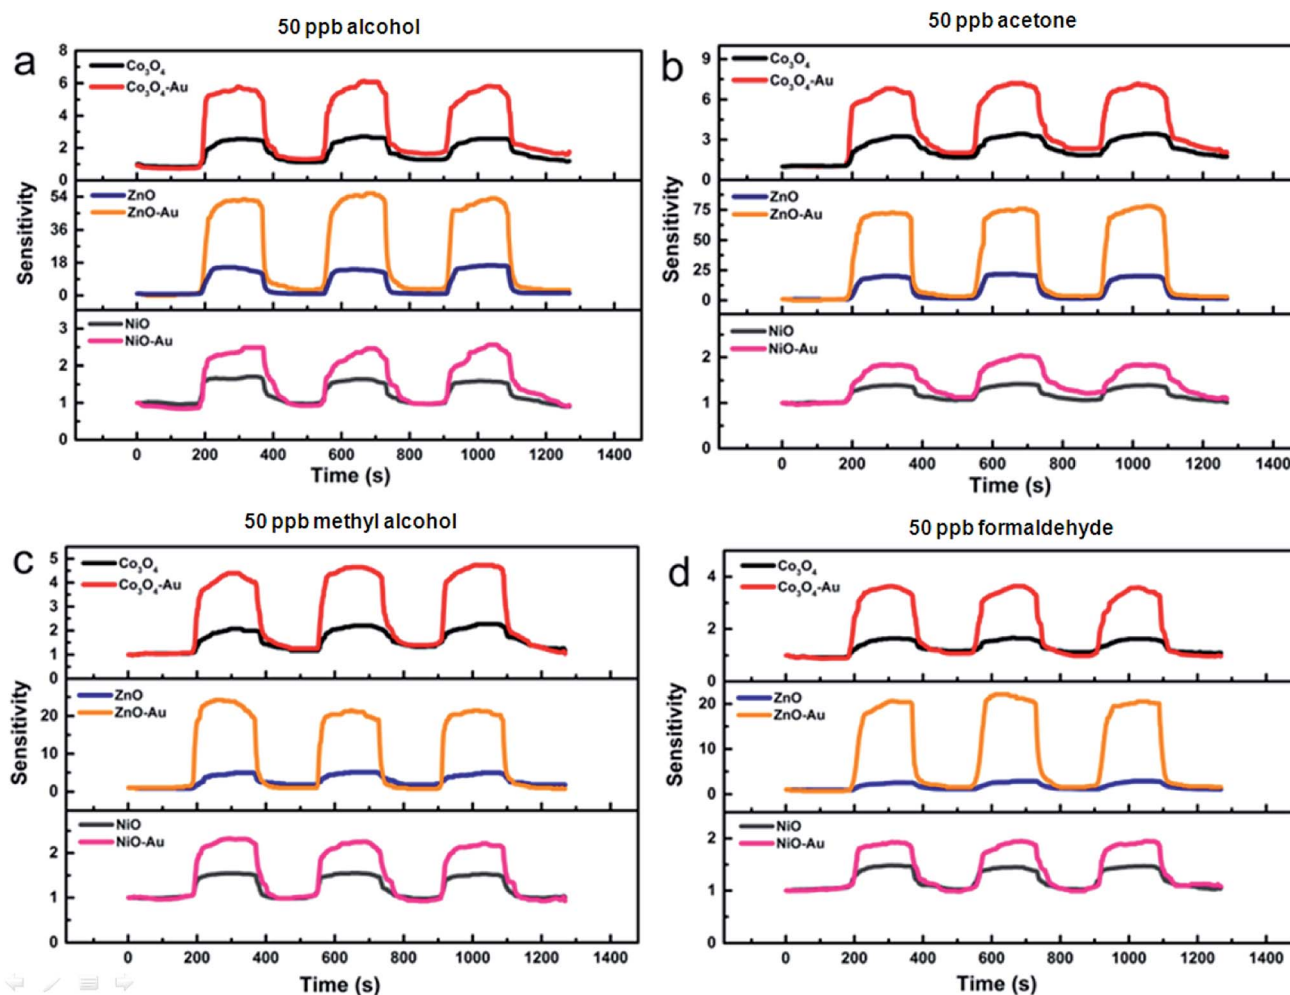 50 ppb alcohol
a
8
6
4
2
0
Co₃O₄
Co₃O₄-Au
54
36
18
0
ZnO
ZnO-Au
3
2
1
0
NiO
NiO-Au
Sensitivity
0 200 400 600 800 1000 1200 1400
Time (s)
50 ppb acetone
b
9
6
3
0
Co₃O₄
Co₃O₄-Au
75
50
25
0
ZnO
ZnO-Au
2
1
0
NiO
NiO-Au
Sensitivity
0 200 400 600 800 1000 1200 1400
Time (s)
50 ppb methyl alcohol
c
5
4
3
2
1
0
Co₃O₄
Co₃O₄-Au
20
10
0
ZnO
ZnO-Au
2
1
0
NiO
NiO-Au
Sensitivity
0 200 400 600 800 1000 1200 1400
Time (s)
50 ppb formaldehyde
d
4
2
0
Co₃O₄
Co₃O₄-Au
20
10
0
ZnO
ZnO-Au
2
1
0
NiO
NiO-Au
Sensitivity
0 200 400 600 800 1000 1200 1400
Time (s)